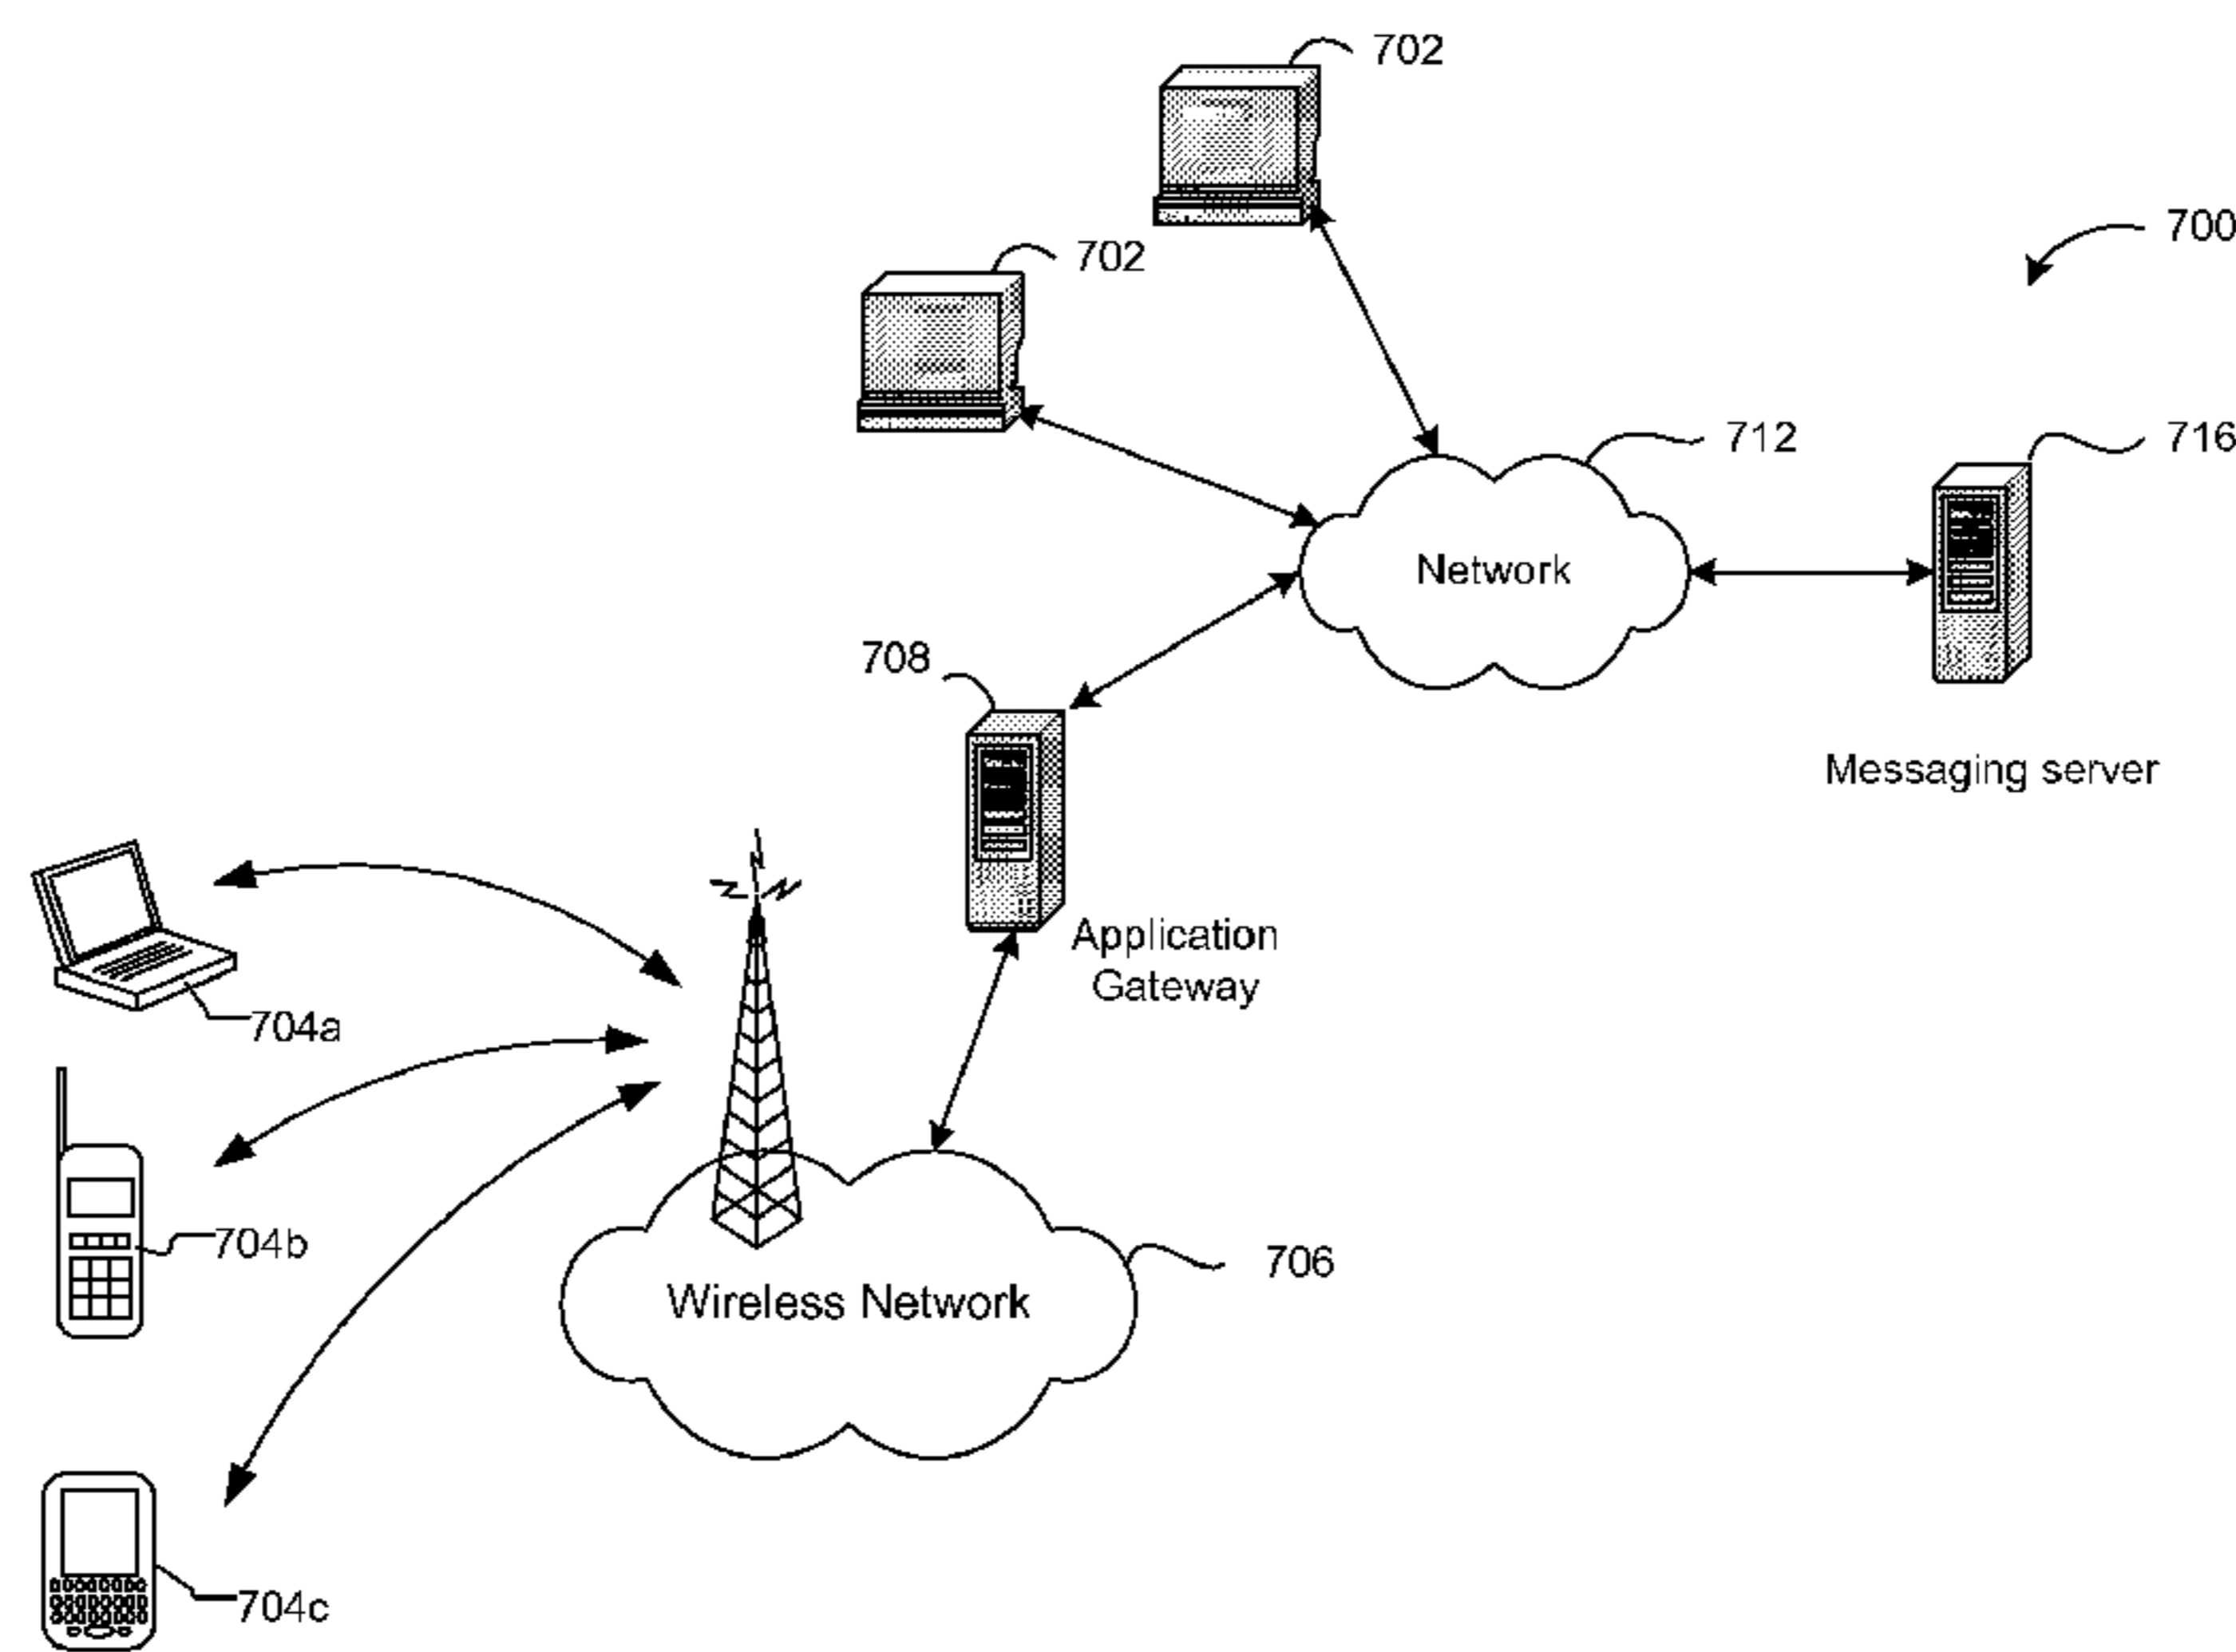 702
702
700
712
716
Network
708
Messaging server
Application
Gateway
704a
704b
706
Wireless Network
704c